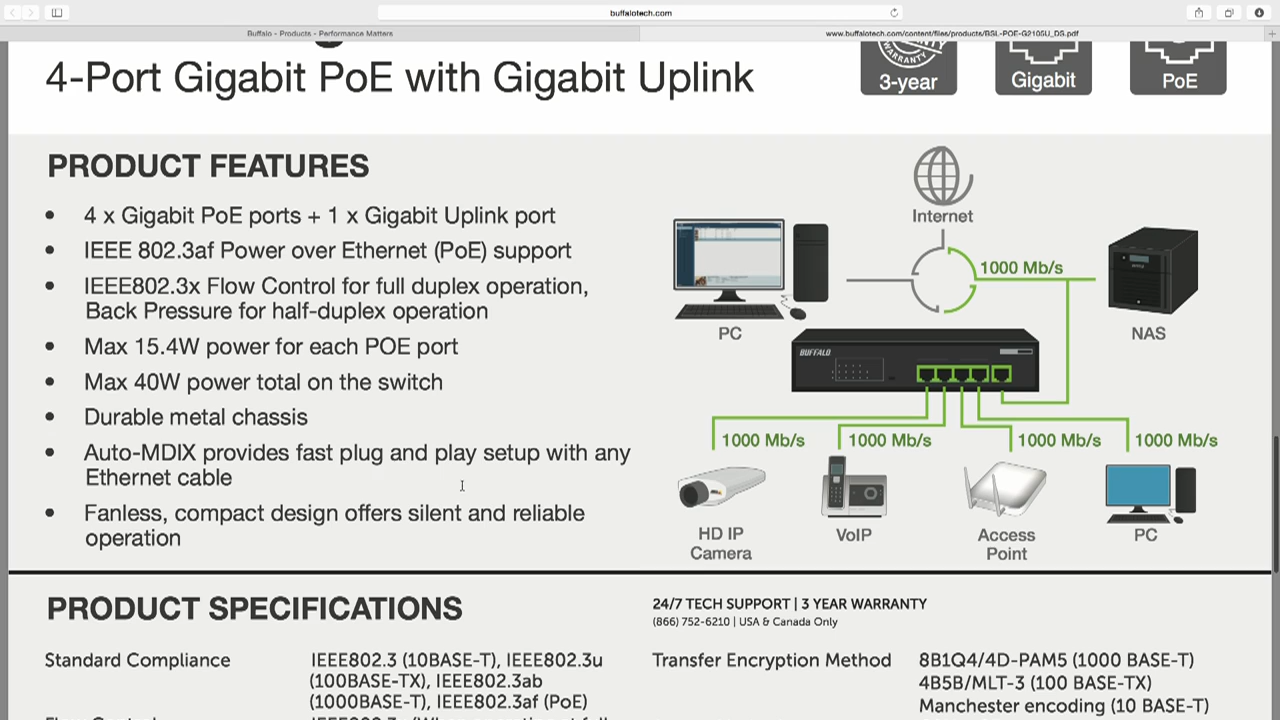 buffalotech.com
Buffalo - Products - Performance Matters
www.buffalotech.com/content/files/products/BSL-POE-G2105U_DS.pdf
4-Port Gigabit PoE with Gigabit Uplink
WARRANTY
3-year
Gigabit
PoE
PRODUCT FEATURES
• 4 x Gigabit PoE ports + 1 x Gigabit Uplink port
• IEEE 802.3af Power over Ethernet (PoE) support
• IEEE802.3x Flow Control for full duplex operation,
Back Pressure for half-duplex operation
• Max 15.4W power for each POE port
• Max 40W power total on the switch
• Durable metal chassis
• Auto-MDIX provides fast plug and play setup with any
Ethernet cable
• Fanless, compact design offers silent and reliable
operation
Internet
1000 Mb/s
PC
NAS
BUFFALO
1000 Mb/s
1000 Mb/s
1000 Mb/s
1000 Mb/s
HD IP
Camera
VoIP
Access
Point
PC
PRODUCT SPECIFICATIONS
24/7 TECH SUPPORT | 3 YEAR WARRANTY
(866) 752-6210 | USA & Canada Only
Standard Compliance
IEEE802.3 (10BASE-T), IEEE802.3u
(100BASE-TX), IEEE802.3ab
(1000BASE-T), IEEE802.3af (PoE)
Transfer Encryption Method
8B1Q4/4D-PAM5 (1000 BASE-T)
4B5B/MLT-3 (100 BASE-TX)
Manchester encoding (10 BASE-T)